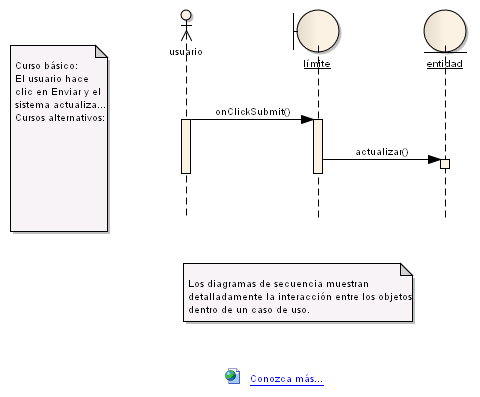 usuario
límite
entidad
Curso básico:
El usuario hace
clic en Enviar y el
sistema actualiza...
Cursos alternativos:
onClickSubmit()
actualizar()
Los diagramas de secuencia muestran
detalladamente la interacción entre los objetos
dentro de un caso de uso.
Conozca más...